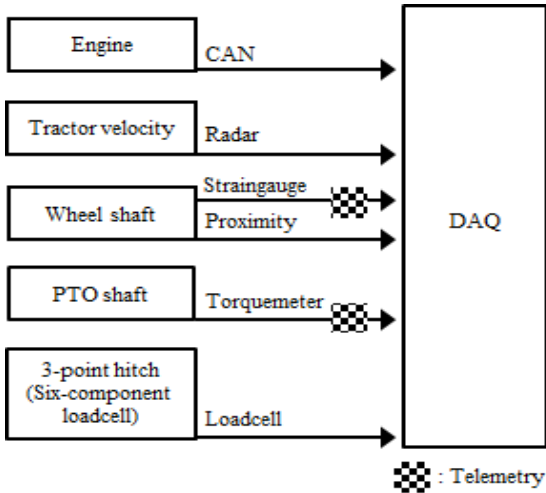 Engine
CAN
Tractor velocity
Radar
Straingauge
Wheel shaft
Proximity
DAQ
PTO shaft
Torquemeter
3-point hitch
(Six-component
loadcell)
Loadcell
: Telemetry